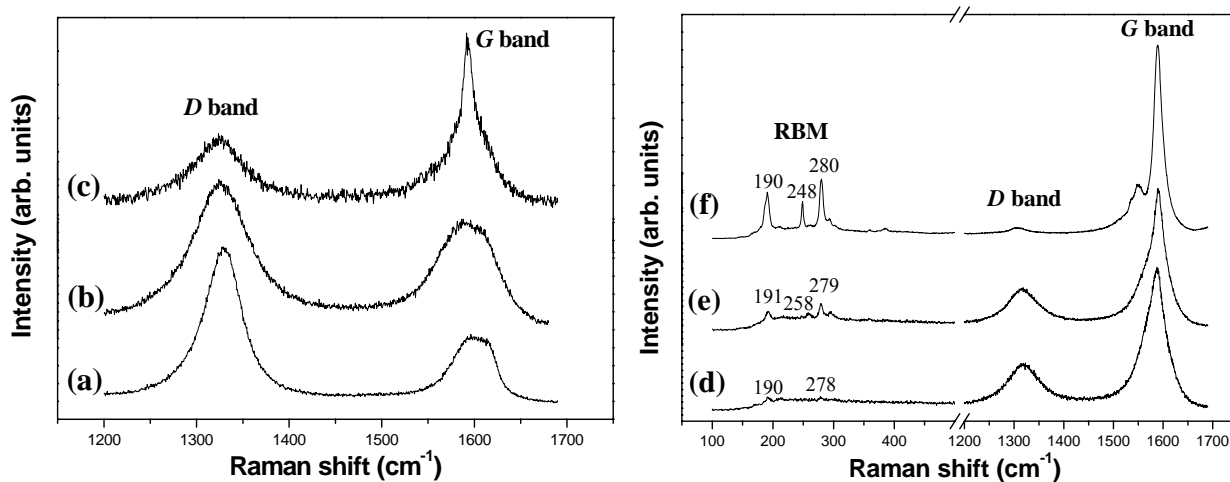 G band
D band
(c)
(b)
(a)
Intensity (arb. units)
1200 1300 1400 1500 1600 1700
Raman shift (cm-1)
G band
RBM
280
190 248
D band
(f)
279
191 258
(e)
190 278
(d)
Intensity (arb. units)
100 200 300 400 1200 1300 1400 1500 1600 1700
Raman shift (cm-1)